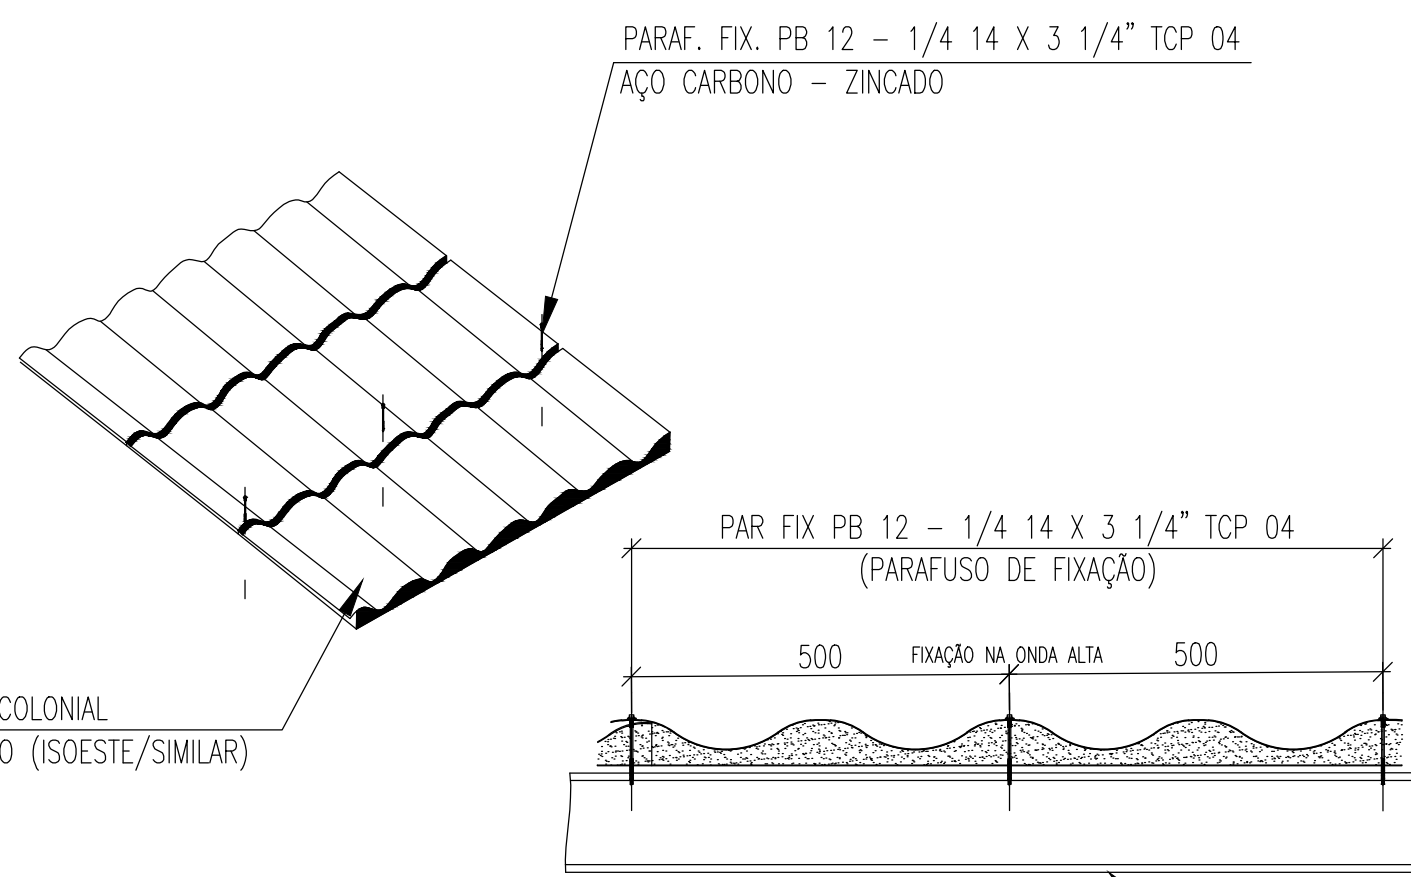 PARAF. FIX. PB 12 – 1/4 14 X 3 1/4” TCP 04
AÇO CARBONO – ZINCADO
PAR FIX PB 12 – 1/4 14 X 3 1/4” TCP 04
(PARAFUSO DE FIXAÇÃO)
500 FIXAÇÃO NA ONDA ALTA 500
COLONIAL
O (ISOESTE/SIMILAR)